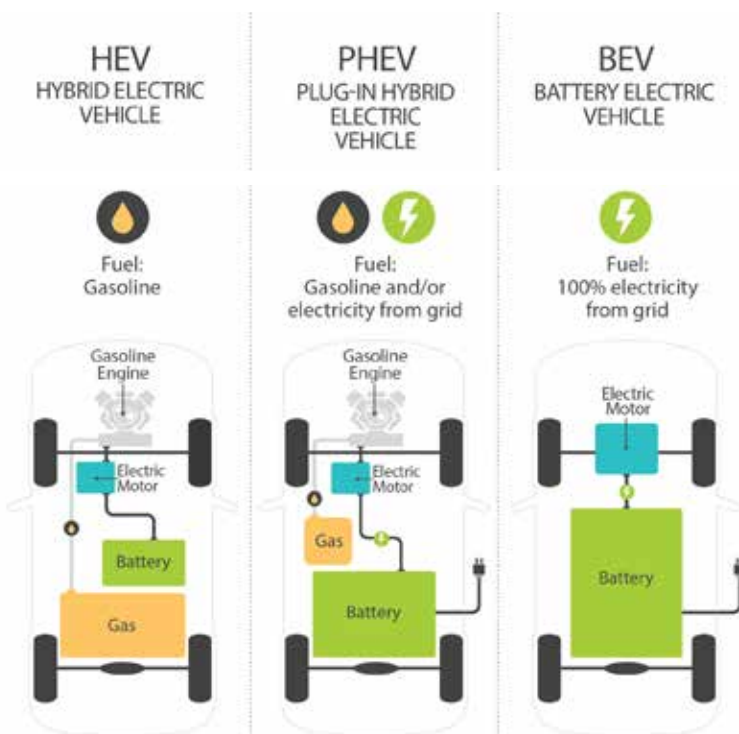 HEV
HYBRID ELECTRIC
VEHICLE
Fuel:
Gasoline
Gasoline
Engine
Electric
Motor
Battery
Gas
PHEV
PLUG-IN HYBRID
ELECTRIC
VEHICLE
Fuel:
Gasoline and/or
electricity from grid
Gasoline
Engine
Electric
Motor
Gas
Battery
BEV
BATTERY ELECTRIC
VEHICLE
Fuel:
100% electricity
from grid
Electric
Motor
Battery